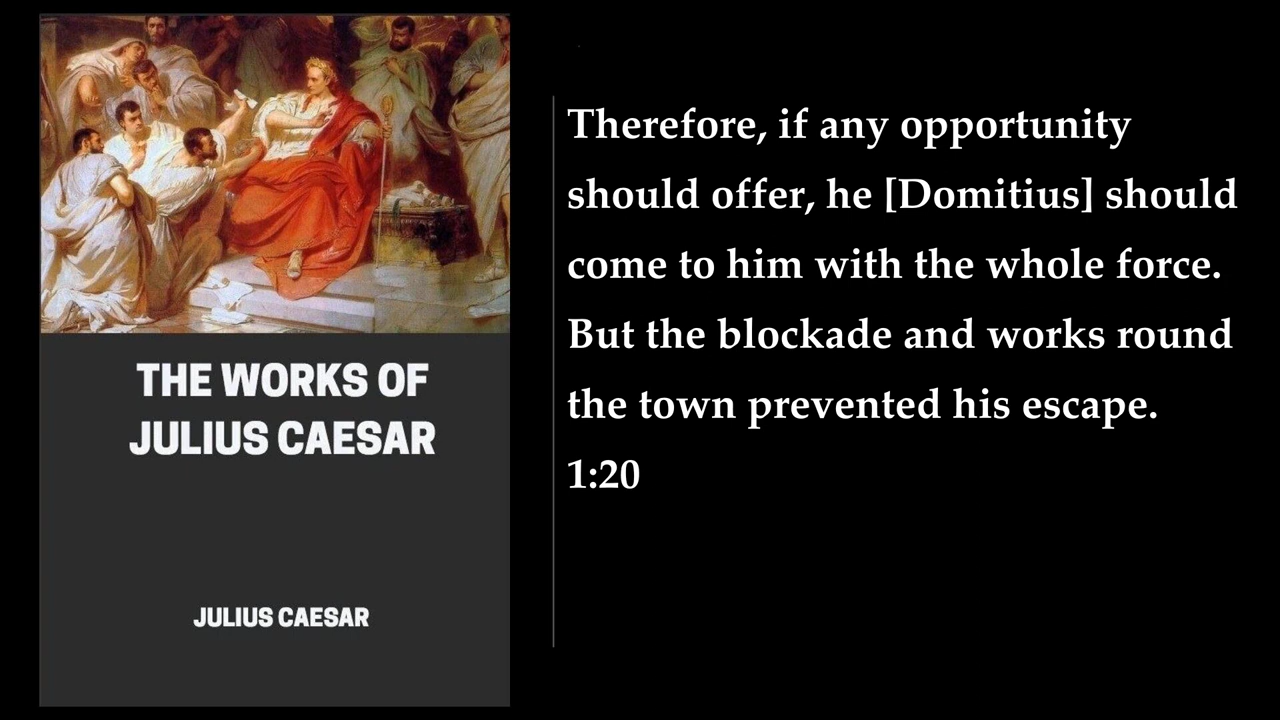 THE WORKS OF
JULIUS CAESAR
JULIUS CAESAR
Therefore, if any opportunity
should offer, he [Domitius] should
come to him with the whole force.
But the blockade and works round
the town prevented his escape.
1:20